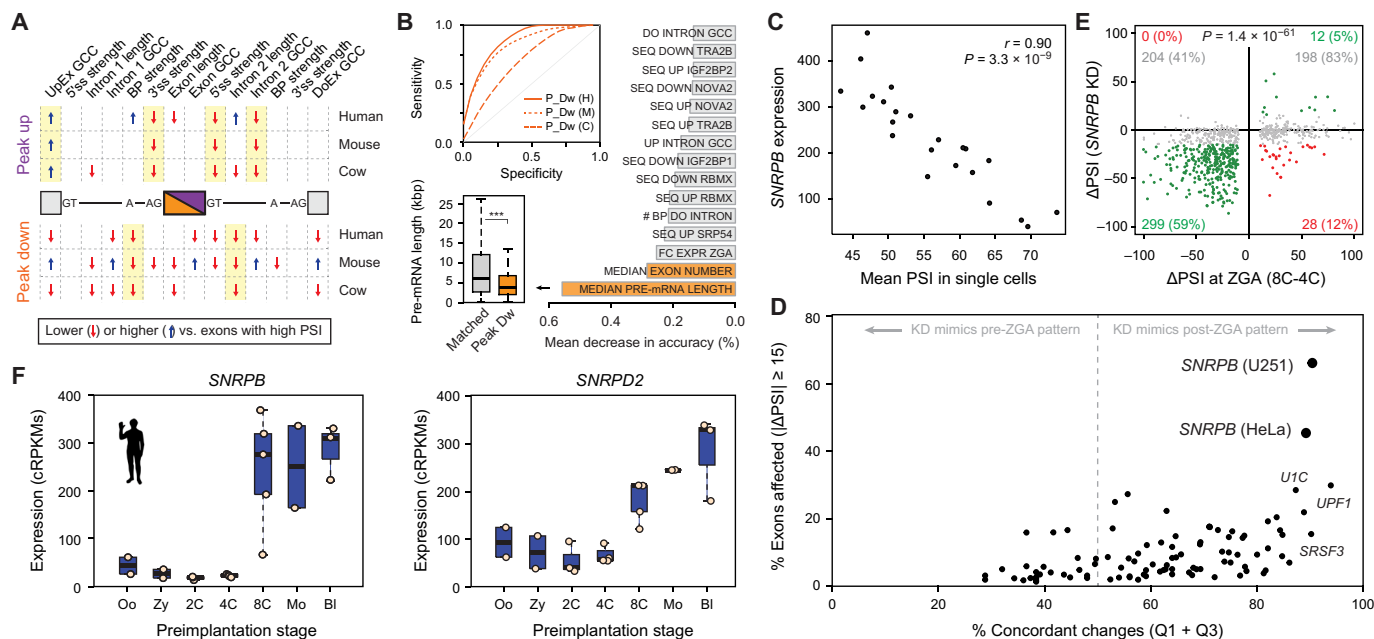 A
UpEx GCC
5'ss strength
Intron 1 length
Intron 1 GCC
BP strength
3'ss strength
Exon length
Exon GCC
5'ss strength
Intron 2 length
Intron 2 GCC
BP strength
3'ss strength
DoEx GCC
Peak up
Human
Mouse
Cow
GT A AG GT A AG
Peak down
Human
Mouse
Cow
Lower (↓) or higher (↑) vs. exons with high PSI
B
Sensitivity
1.0
0.5
0.0
P_Dw (H)
P_Dw (M)
P_Dw (C)
0.0 0.5 1.0
Specificity
Pre-mRNA length (kbp)
25
20
15
10
5
0
***
Matched
Peak Dw
DO INTRON GCC
SEQ DOWN TRA2B
SEQ UP IGF2BP2
SEQ DOWN NOVA2
SEQ UP NOVA2
SEQ UP TRA2B
UP INTRON GCC
SEQ DOWN IGF2BP1
SEQ DOWN RBMX
SEQ UP RBMX
# BP DO INTRON
SEQ UP SRP54
FC EXPR ZGA
MEDIAN EXON NUMBER
MEDIAN PRE-mRNA LENGTH
0.6 0.4 0.2 0.0
Mean decrease in accuracy (%)
C
r = 0.90
P = 3.3 × 10⁻⁹
SNRPB expression
400
300
200
100
45 50 55 60 65 70
Mean PSI in single cells
E
0 (0%)
P = 1.4 × 10⁻⁶¹
12 (5%)
204 (41%)
198 (83%)
ΔPSI (SNRPB KD)
100
50
0
−50
−100
299 (59%)
28 (12%)
−100 −50 0 50 100
ΔPSI at ZGA (8C-4C)
D
KD mimics pre-ZGA pattern
KD mimics post-ZGA pattern
% Exons affected (|ΔPSI| ≥ 15)
80
60
40
20
0
SNRPB (U251)
SNRPB (HeLa)
U1C
UPF1
SRSF3
0 20 40 60 80 100
% Concordant changes (Q1 + Q3)
F
SNRPB
Expression (cRPKMs)
400
300
200
100
0
Oo Zy 2C 4C 8C Mo Bl
Preimplantation stage
SNRPD2
Expression (cRPKMs)
400
300
200
100
0
Oo Zy 2C 4C 8C Mo Bl
Preimplantation stage